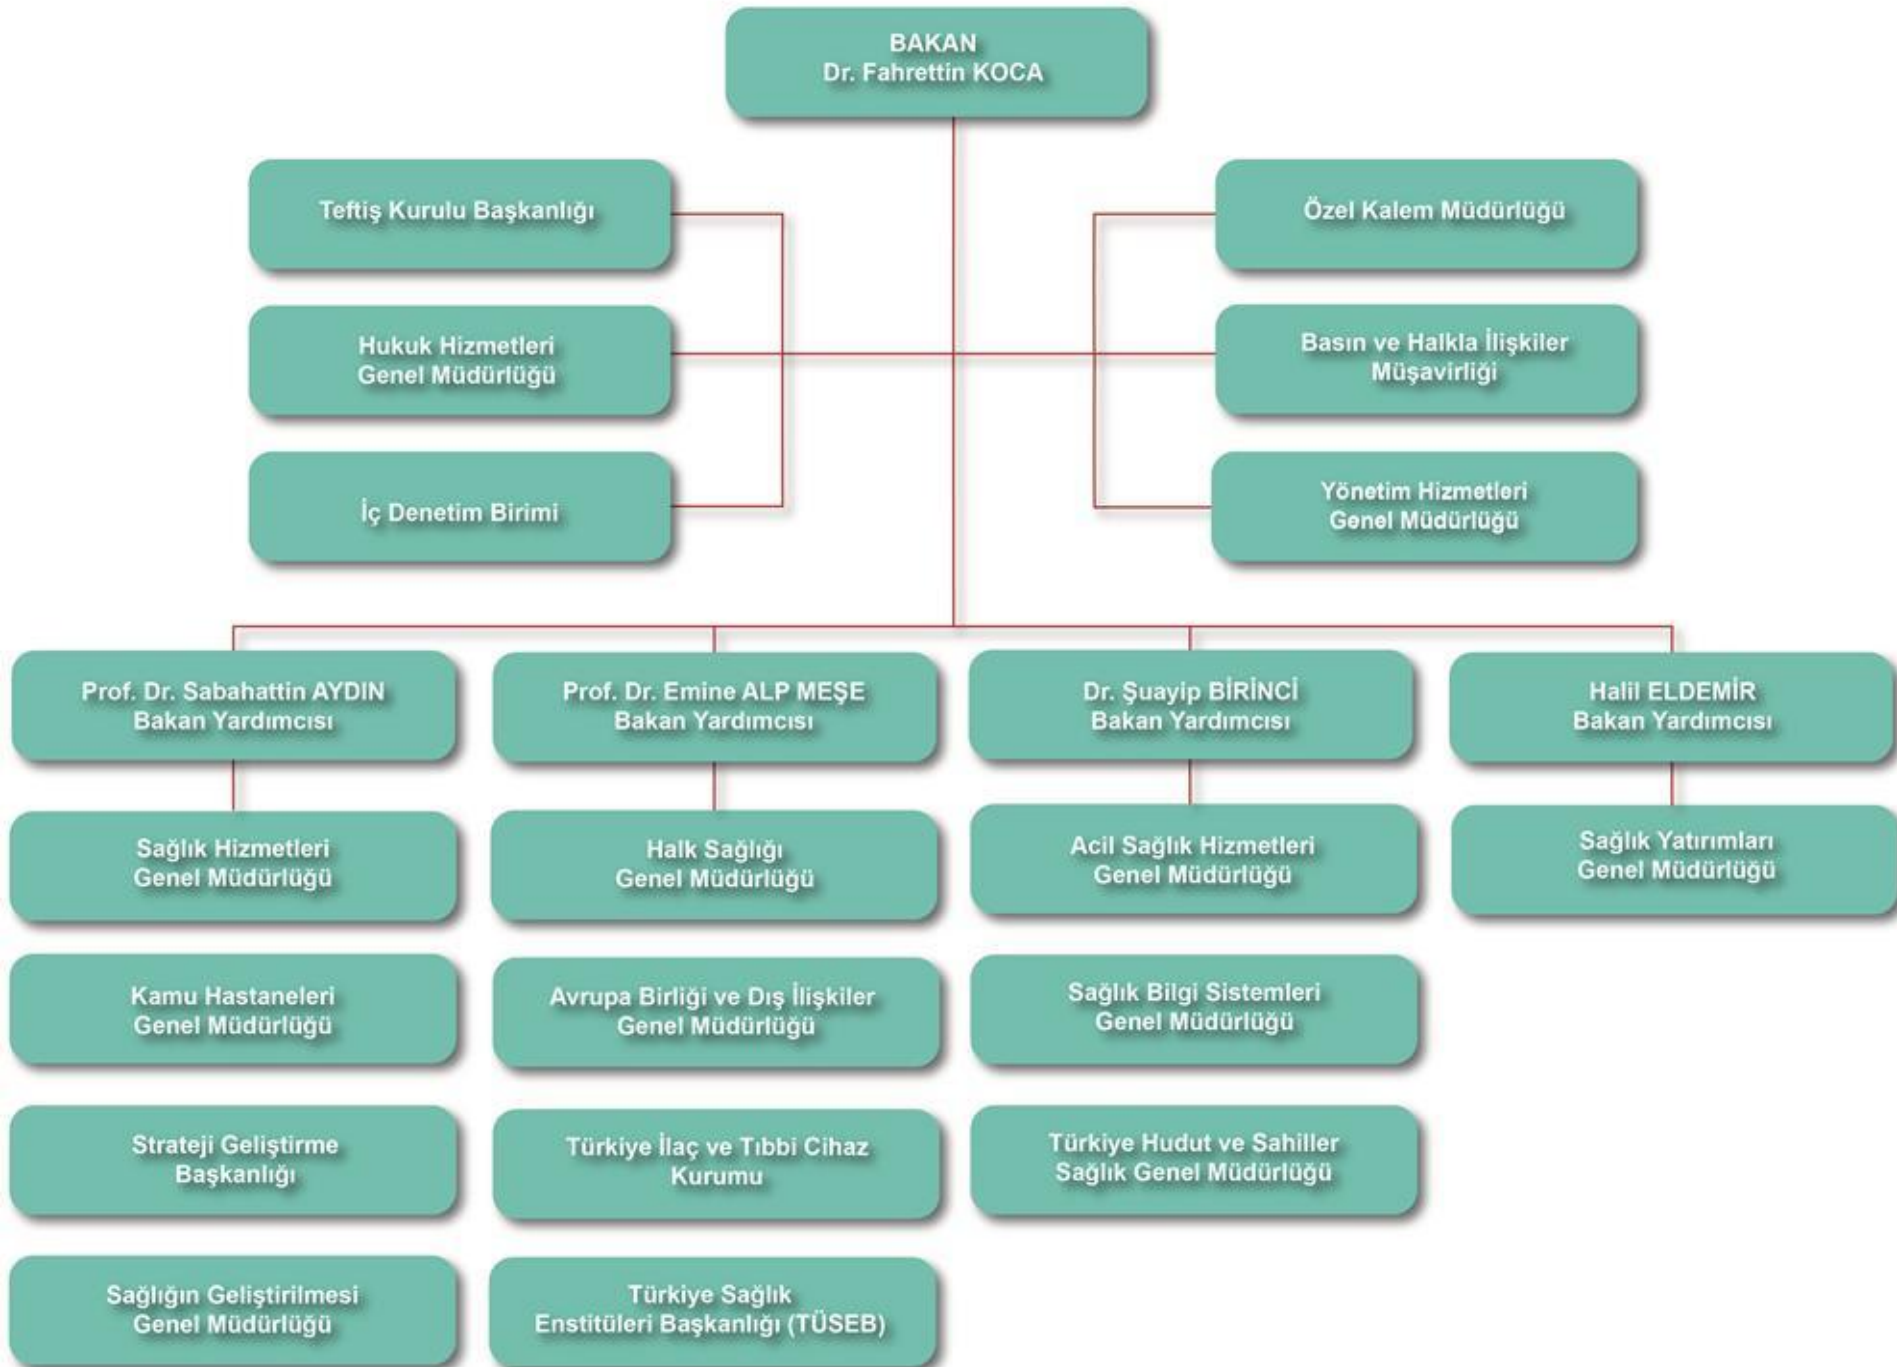 BAKAN
Dr. Fahrettin KOCA
Teftiş Kurulu Başkanlığı
Özel Kalem Müdürlüğü
Hukuk Hizmetleri
Genel Müdürlüğü
Basın ve Halkla İlişkiler
Müşavirliği
İç Denetim Birimi
Yönetim Hizmetleri
Genel Müdürlüğü
Prof. Dr. Sabahattin AYDIN
Bakan Yardımcısı
Prof. Dr. Emine ALP MEŞE
Bakan Yardımcısı
Dr. Şuayip BİRİNCİ
Bakan Yardımcısı
Halil ELDEMİR
Bakan Yardımcısı
Sağlık Hizmetleri
Genel Müdürlüğü
Halk Sağlığı
Genel Müdürlüğü
Acil Sağlık Hizmetleri
Genel Müdürlüğü
Sağlık Yatırımları
Genel Müdürlüğü
Kamu Hastaneleri
Genel Müdürlüğü
Avrupa Birliği ve Dış İlişkiler
Genel Müdürlüğü
Sağlık Bilgi Sistemleri
Genel Müdürlüğü
Strateji Geliştirme
Başkanlığı
Türkiye İlaç ve Tıbbi Cihaz
Kurumu
Türkiye Hudut ve Sahiller
Sağlık Genel Müdürlüğü
Sağlığın Geliştirilmesi
Genel Müdürlüğü
Türkiye Sağlık
Enstitüleri Başkanlığı (TÜSEB)